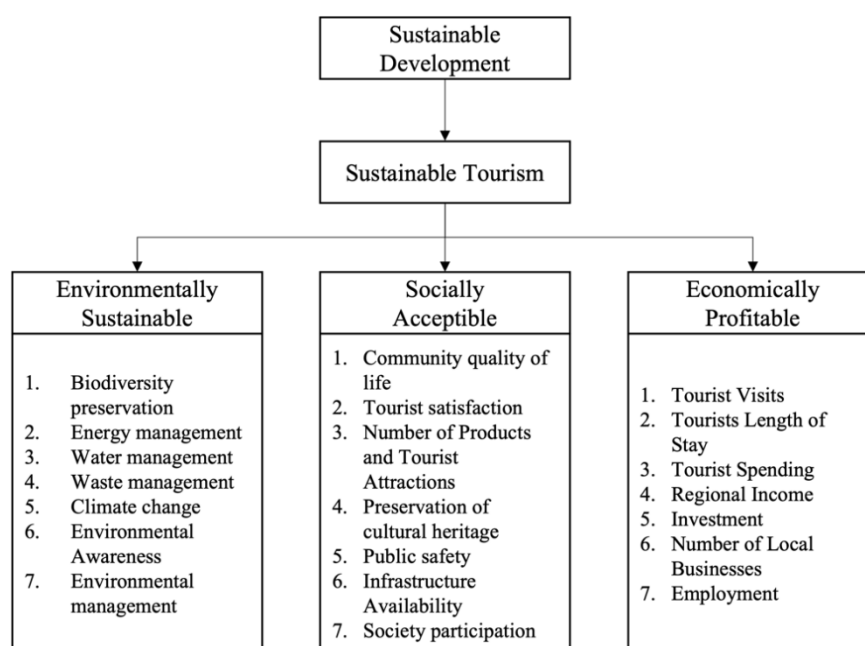 Sustainable
Development
Sustainable Tourism
Environmentally
Sustainable
1. Biodiversity
preservation
2. Energy management
3. Water management
4. Waste management
5. Climate change
6. Environmental
Awareness
7. Environmental
management
Socially
Acceptible
1. Community quality of
life
2. Tourist satisfaction
3. Number of Products
and Tourist
Attractions
4. Preservation of
cultural heritage
5. Public safety
6. Infrastructure
Availability
7. Society participation
Economically
Profitable
1. Tourist Visits
2. Tourists Length of
Stay
3. Tourist Spending
4. Regional Income
5. Investment
6. Number of Local
Businesses
7. Employment